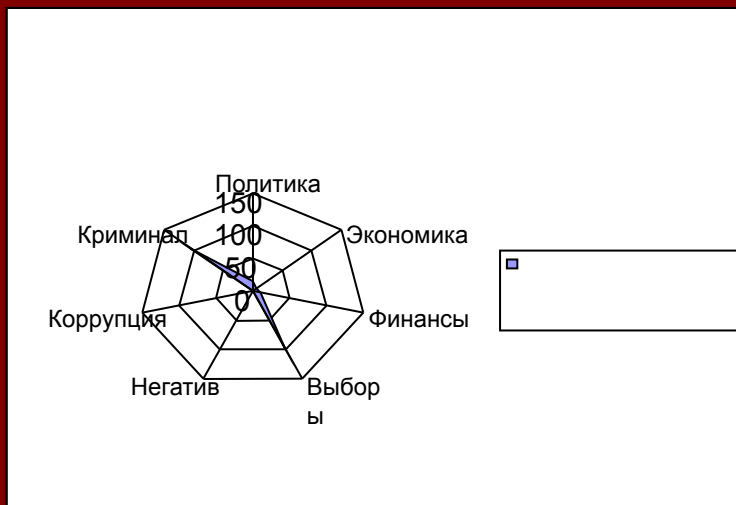 Политика
150
Криминал
100
Экономика
50
0
Коррупция
Финансы
Негатив
Выбор
ы